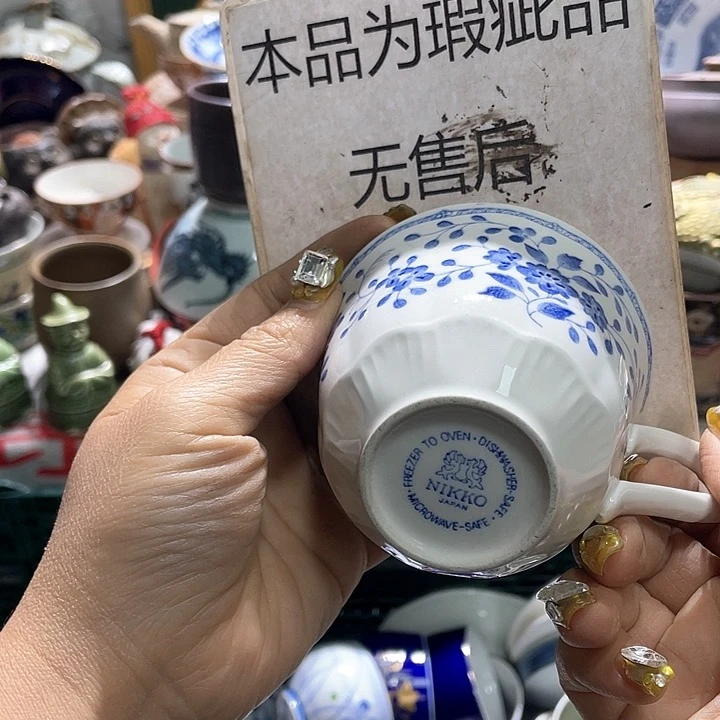 本品为瑕疵品
无售后
FREEZER TO OVEN • DISHWASHER-SAFE • MICROWAVE-SAFE •
NIKKO
JAPAN